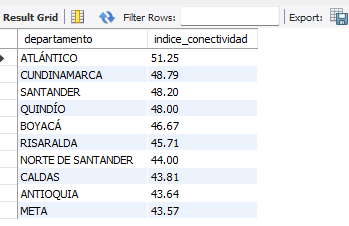 Result Grid Filter Rows: Export:
departamento indice_conectividad
ATLÁNTICO 51.25
CUNDINAMARCA 48.79
SANTANDER 48.20
QUINDÍO 48.00
BOYACÁ 46.67
RISARALDA 45.71
NORTE DE SANTANDER 44.00
CALDAS 43.81
ANTIOQUIA 43.64
META 43.57